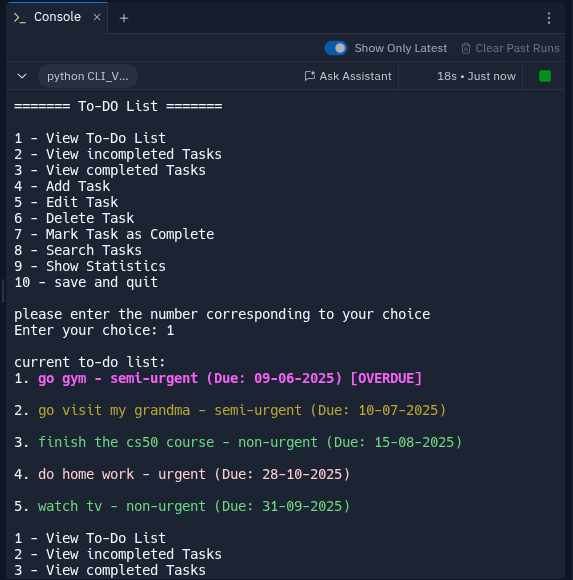 Console
Show Only Latest
Clear Past Runs
python CLI_V...
Ask Assistant
18s • Just now
======= To-DO List =======
1 - View To-Do List
2 - View incompleted Tasks
3 - View completed Tasks
4 - Add Task
5 - Edit Task
6 - Delete Task
7 - Mark Task as Complete
8 - Search Tasks
9 - Show Statistics
10 - save and quit
please enter the number corresponding to your choice
Enter your choice: 1
current to-do list:
1. go gym - semi-urgent (Due: 09-06-2025) [OVERDUE]
2. go visit my grandma - semi-urgent (Due: 10-07-2025)
3. finish the cs50 course - non-urgent (Due: 15-08-2025)
4. do home work - urgent (Due: 28-10-2025)
5. watch tv - non-urgent (Due: 31-09-2025)
1 - View To-Do List
2 - View incompleted Tasks
3 - View completed Tasks